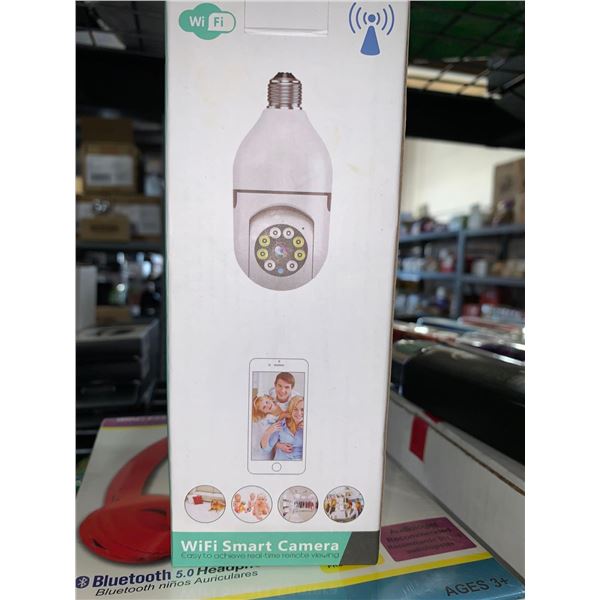 Wi Fi
WiFi Smart Camera
Easy to achieve real-time remote viewing
Bluetooth 5.0 Headph
Bluetooth niños Auriculares
AGES 3+